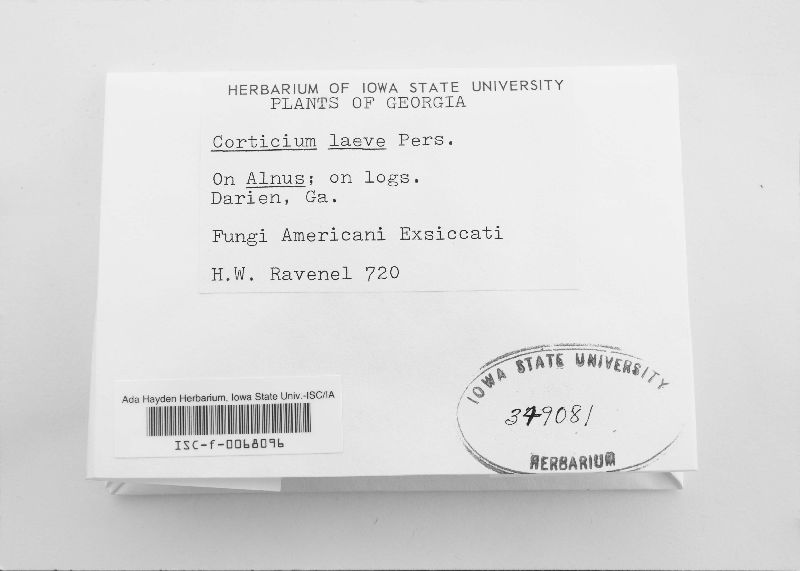 HERBARIUM OF IOWA STATE UNIVERSITY
PLANTS OF GEORGIA
Corticium laeve Pers.
On Alnus; on logs.
Darien, Ga.
Fungi Americani Exsiccati
H.W. Ravenel 720
IOWA STATE UNIVERSITY
349081
HERBARIUM
Ada Hayden Herbarium, Iowa State Univ.-ISC/IA
ISC-f-0068096